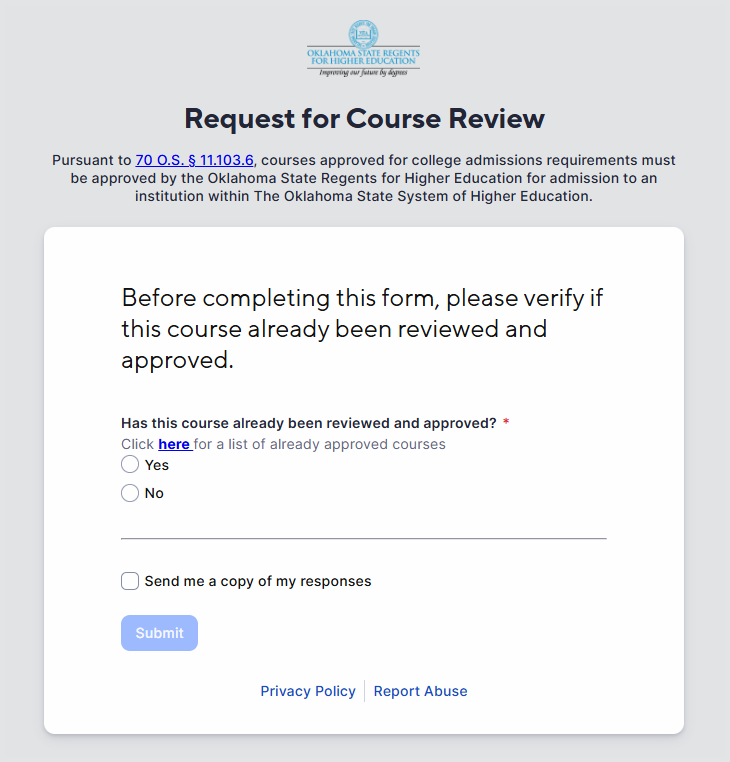 OKLAHOMA STATE REGENTS
FOR HIGHER EDUCATION
Improving our future by degrees
Request for Course Review
Pursuant to 70 O.S. § 11.103.6, courses approved for college admissions requirements must
be approved by the Oklahoma State Regents for Higher Education for admission to an
institution within The Oklahoma State System of Higher Education.
Before completing this form, please verify if
this course already been reviewed and
approved.
Has this course already been reviewed and approved? *
Click here for a list of already approved courses
Yes
No
Send me a copy of my responses
Submit
Privacy Policy
Report Abuse